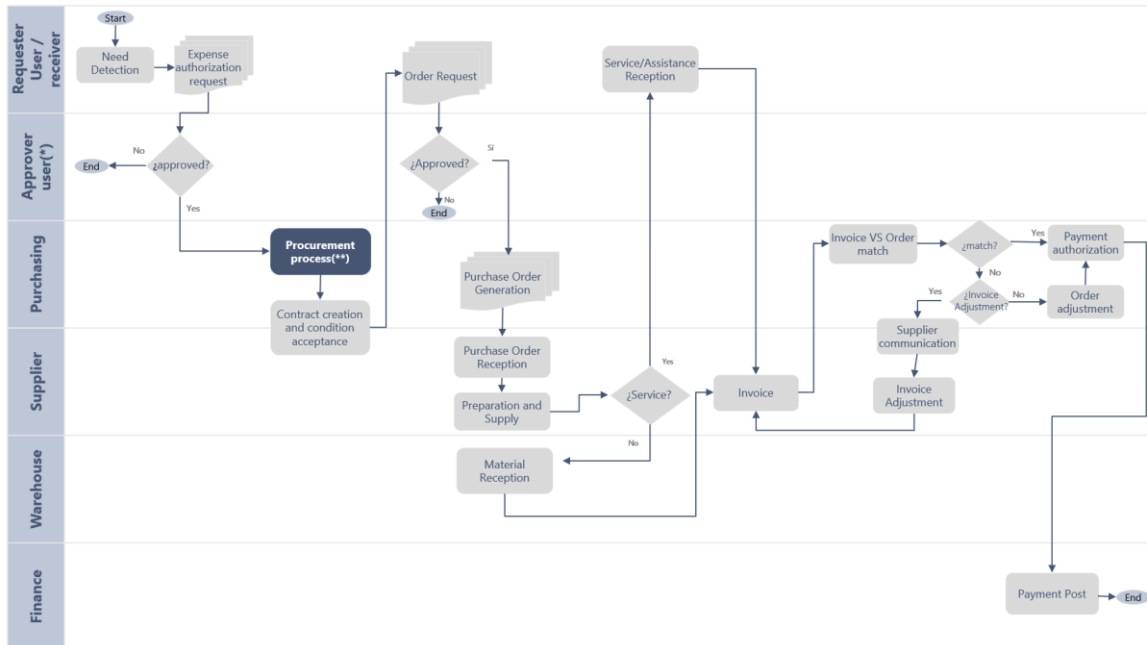 Requester
User /
receiver
Start
Need
Detection
Expense
authorization
request
Order Request
Service/Assistance
Reception
Approver
user(*)
End
No
¿approved?
Yes
¿Approved?
Sí
No
End
Purchasing
Procurement
process(**)
Contract creation
and condition
acceptance
Purchase Order
Generation
Invoice VS Order
match
¿match?
Yes
Payment
authorization
No
Yes
¿Invoice
Adjustment?
No
Order
adjustment
Supplier
Purchase Order
Reception
Preparation and
Supply
Yes
¿Service?
No
Invoice
Supplier
communication
Invoice
Adjustment
Warehouse
Material
Reception
Finance
Payment Post
End